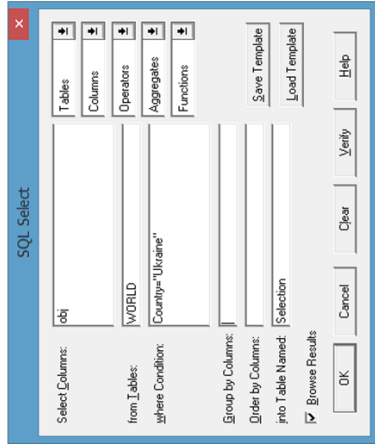 SQL Select
Select Columns: obj Tables
Columns
from Tables: WORLD Operators
where Condition: Country="Ukraine" Aggregates
Functions
Group by Columns:
Order by Columns: Save Template
into Table Named: Selection Load Template
Browse Results
OK Cancel Clear Verify Help